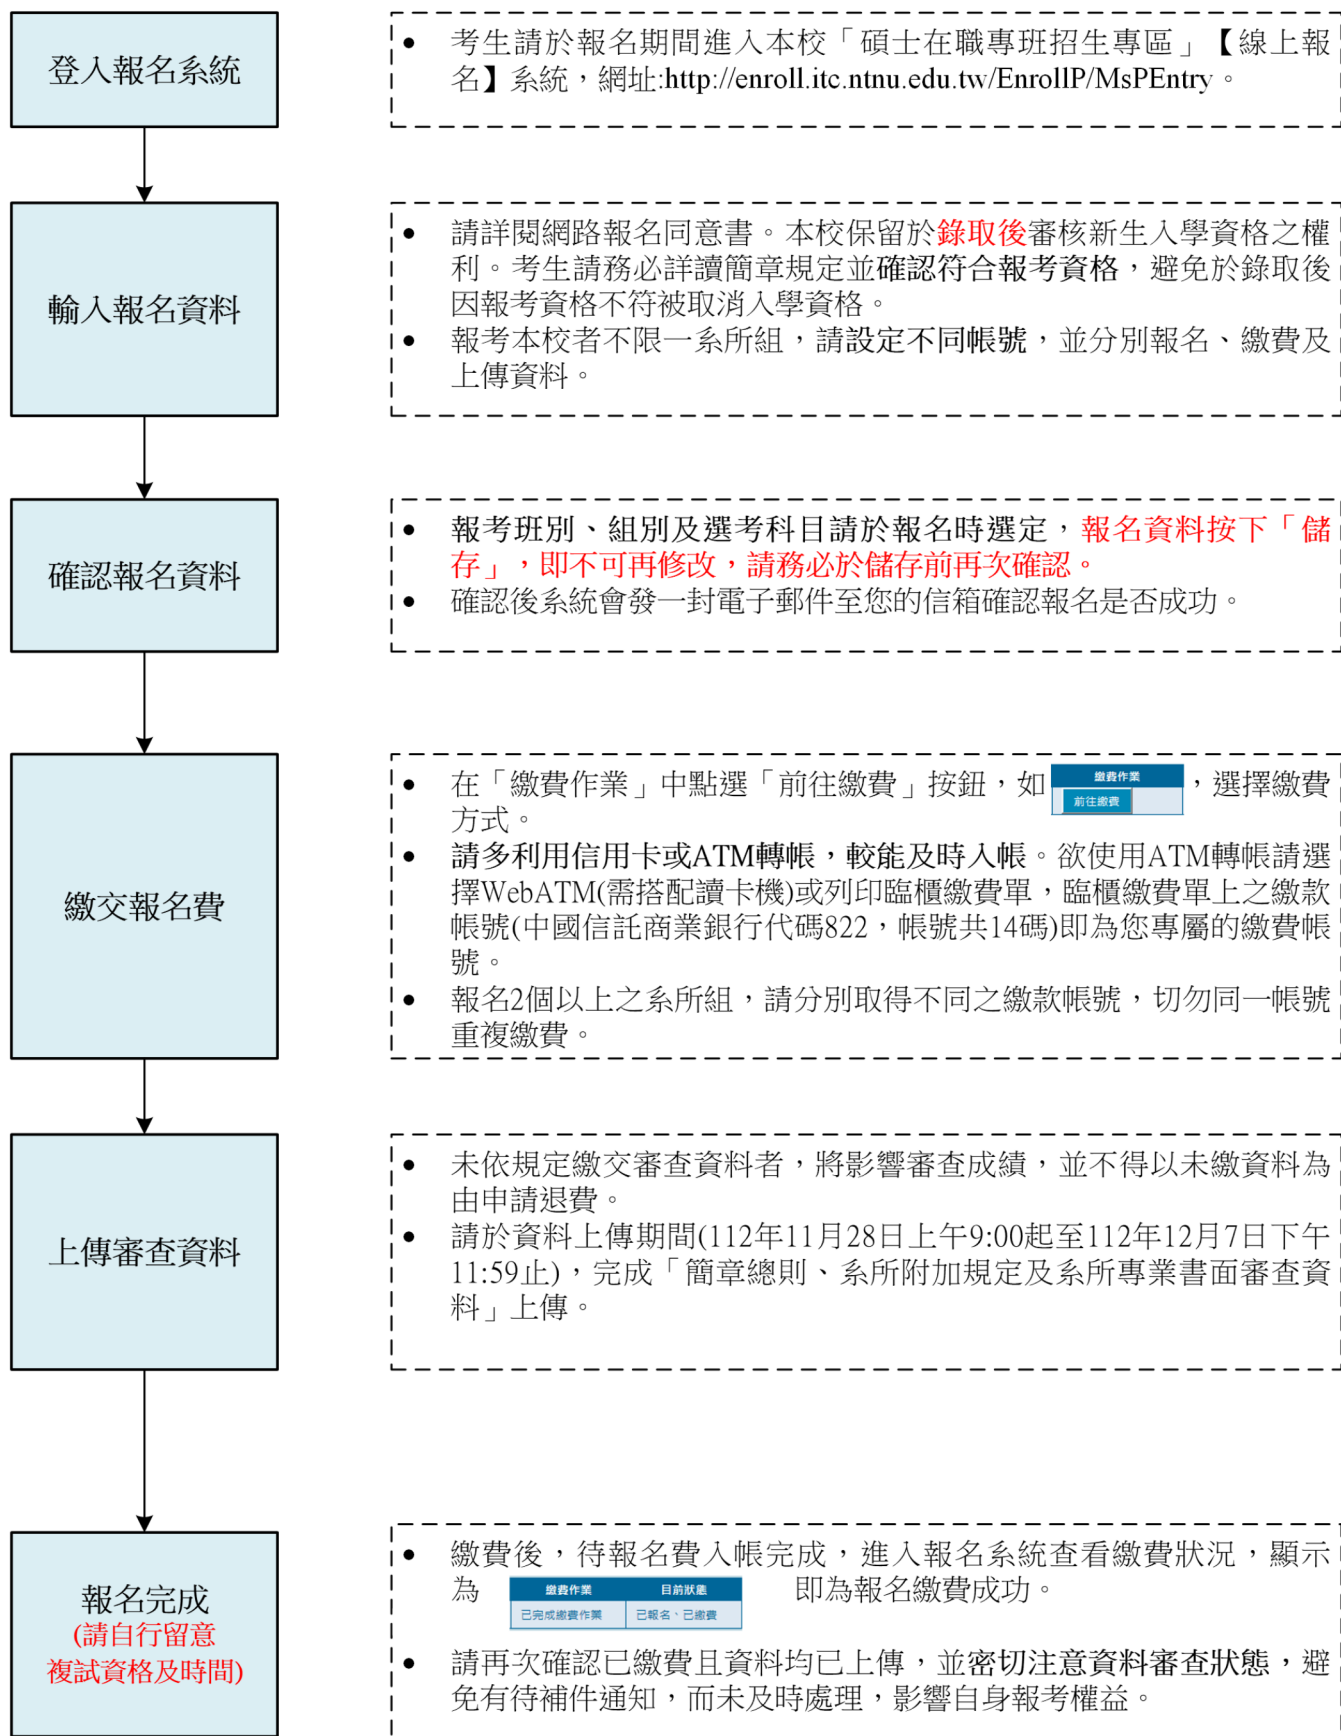 登入報名系統
• 考生請於報名期間進入本校「碩士在職專班招生專區」【線上報
名】系統，網址:http://enroll.itc.ntnu.edu.tw/EnrollP/MsPEntry。
輸入報名資料
• 請詳閱網路報名同意書。本校保留於錄取後審核新生入學資格之權
利。考生請務必詳讀簡章規定並確認符合報考資格，避免於錄取後
因報考資格不符被取消入學資格。
• 報考本校者不限一系所組，請設定不同帳號，並分別報名、繳費及
上傳資料。
確認報名資料
• 報考班別、組別及選考科目請於報名時選定，報名資料按下「儲
存」，即不可再修改，請務必於儲存前再次確認。
• 確認後系統會發一封電子郵件至您的信箱確認報名是否成功。
繳交報名費
• 在「繳費作業」中點選「前往繳費」按鈕，如 繳費作業 前往繳費 ，選擇繳費
方式。
• 請多利用信用卡或ATM轉帳，較能及時入帳。欲使用ATM轉帳請選
擇WebATM(需搭配讀卡機)或列印臨櫃繳費單，臨櫃繳費單上之繳款
帳號(中國信託商業銀行代碼822，帳號共14碼)即為您專屬的繳費帳
號。
• 報名2個以上之系所組，請分別取得不同之繳款帳號，切勿同一帳號
重複繳費。
上傳審查資料
• 未依規定繳交審查資料者，將影響審查成績，並不得以未繳資料為
由申請退費。
• 請於資料上傳期間(112年11月28日上午9:00起至112年12月7日下午
11:59止)，完成「簡章總則、系所附加規定及系所專業書面審查資
料」上傳。
報名完成
(請自行留意
複試資格及時間)
• 繳費後，待報名費入帳完成，進入報名系統查看繳費狀況，顯示
為 繳費作業 目前狀態 即為報名繳費成功。
已完成繳費作業 已報名、已繳費
• 請再次確認已繳費且資料均已上傳，並密切注意資料審查狀態，避
免有待補件通知，而未及時處理，影響自身報考權益。